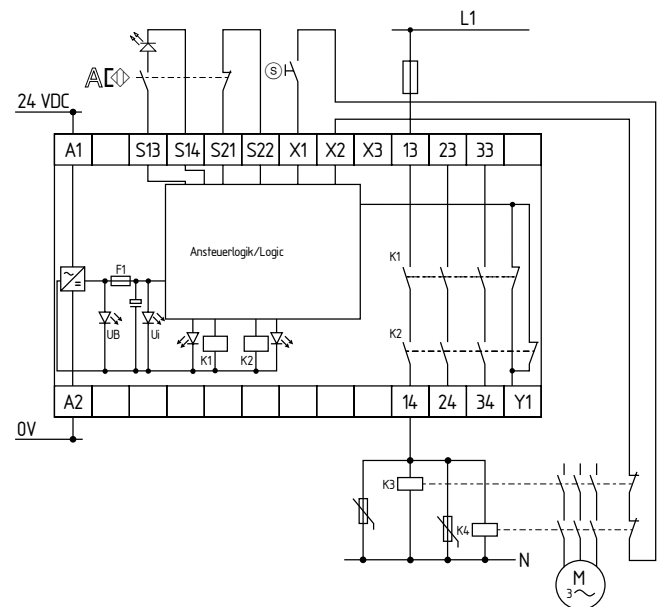 L1
S
24 VDC
A1 S13 S14 S21 S22 X1 X2 X3 13 23 33
Ansteuerlogik/Logic
K1
F1
UB Ui K1 K2
K2
A2 14 24 34 Y1
0V
K3
K4
N
M
3